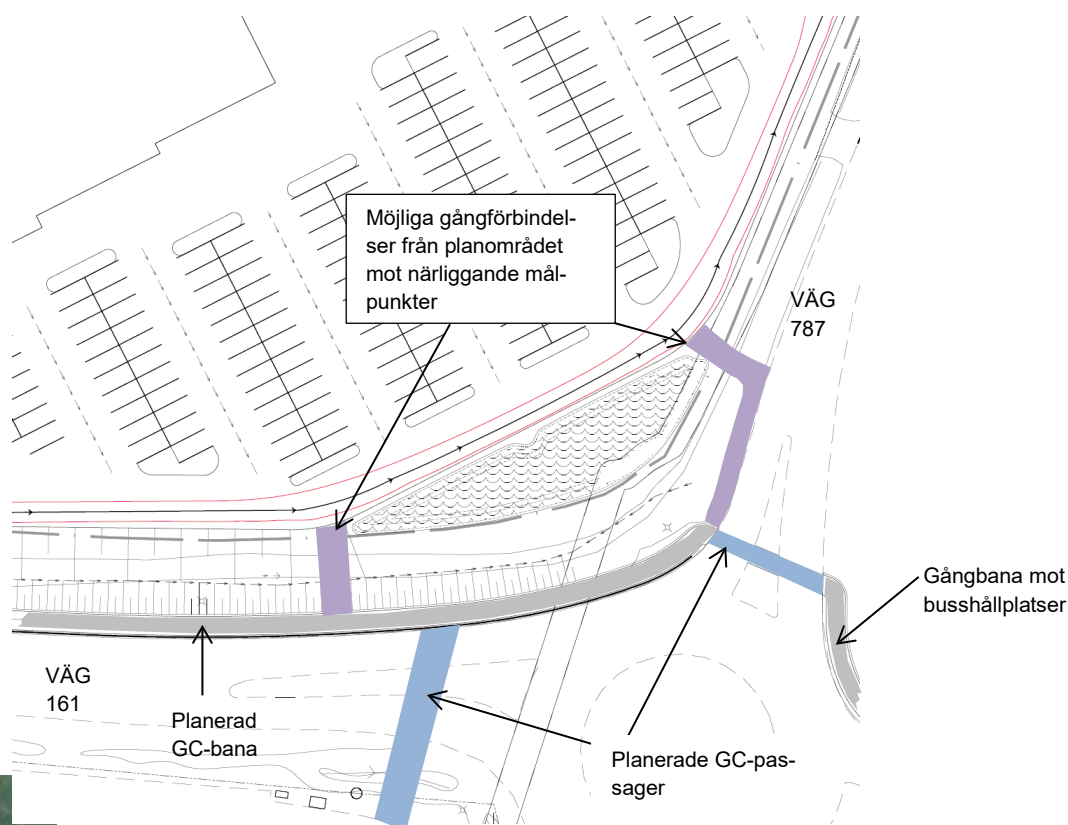 Möjliga gångförbindel-
ser från planområdet
mot närliggande mål-
punkter
VÄG
787
Gångbana mot
busshållplatser
VÄG
161
Planerad
GC-bana
Planerade GC-pas-
sager